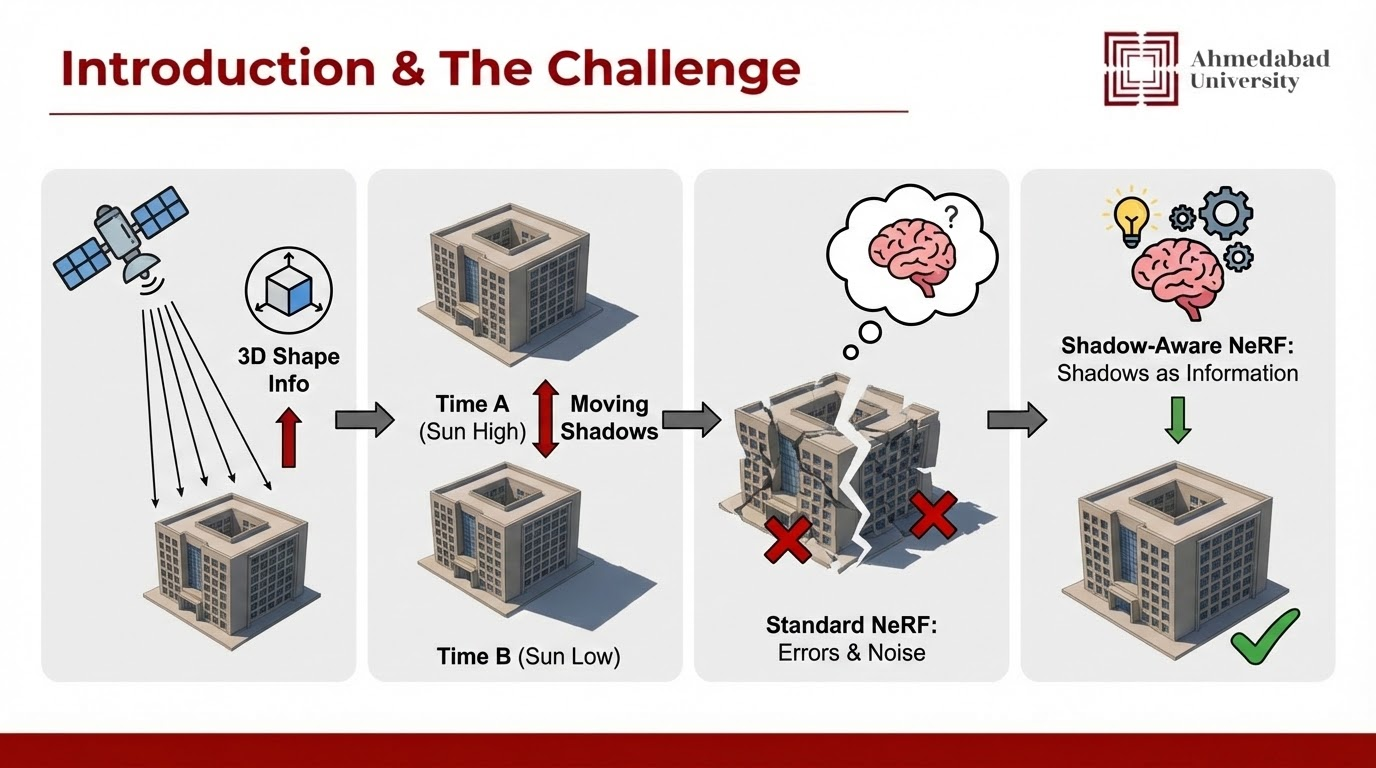 Introduction & The Challenge
Ahmedabad
University
3D Shape
Info
Time A
(Sun High)
Moving
Shadows
Time B (Sun Low)
?
Standard NeRF:
Errors & Noise
Shadow-Aware NeRF:
Shadows as Information